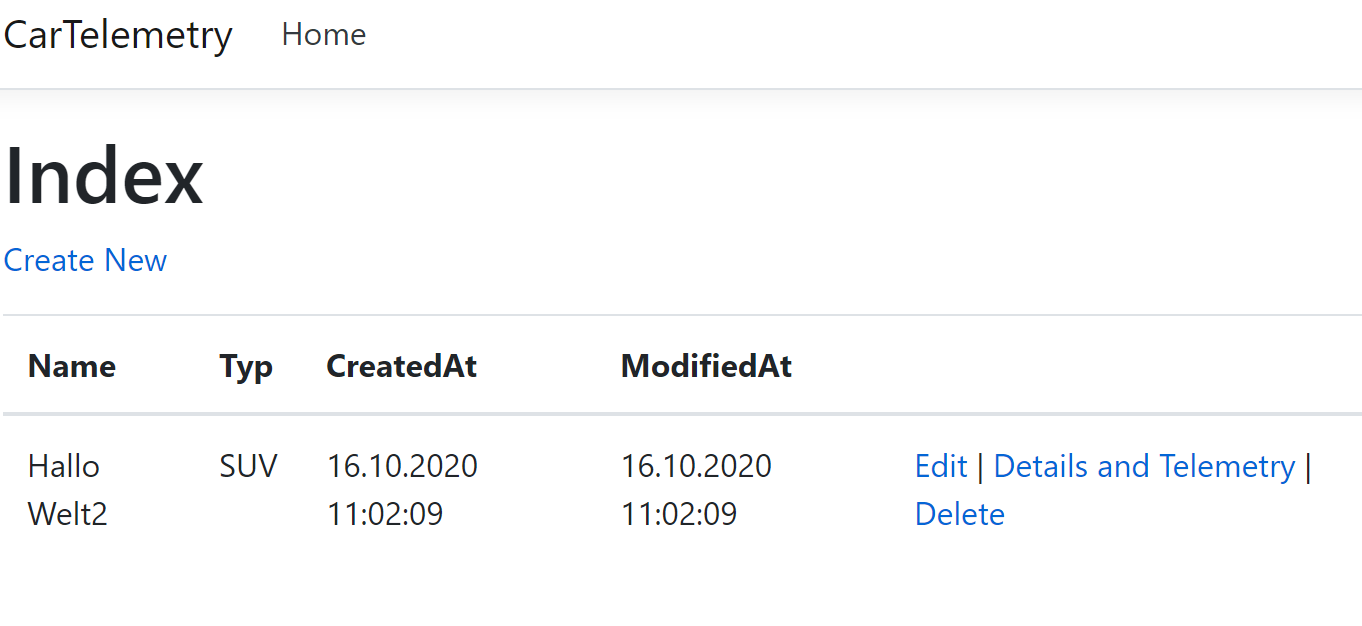 CarTelemetry Home
Index
Create New
Name Typ CreatedAt ModifiedAt
Hallo SUV 16.10.2020 16.10.2020 Edit | Details and Telemetry |
Welt2 11:02:09 11:02:09 Delete